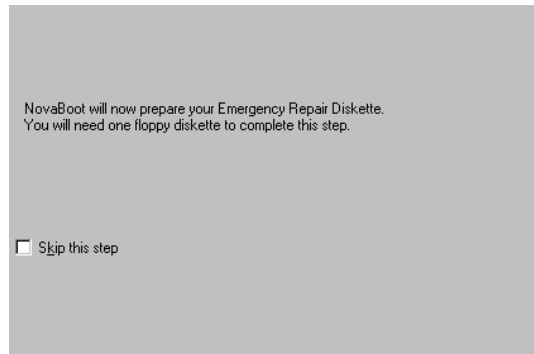 NovaBoot will now prepare your Emergency Repair Diskette.
You will need one floppy diskette to complete this step.
Skip this step